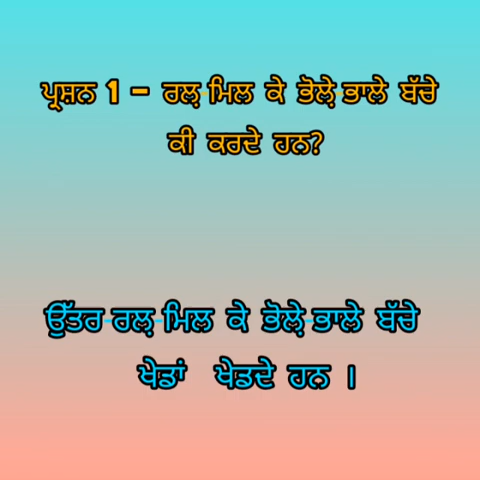 ਪ੍ਰਸ਼ਨ 1 - ਰਲ਼-ਮਿਲ ਕੇ ਭੋਲ਼ੇ-ਭਾਲੇ ਬੱਚੇ
ਕੀ ਕਰਦੇ ਹਨ?
ਉੱਤਰ-ਰਲ਼-ਮਿਲ ਕੇ ਭੋਲ਼ੇ-ਭਾਲੇ ਬੱਚੇ
ਖੇਡਾਂ ਖੇਡਦੇ ਹਨ ।